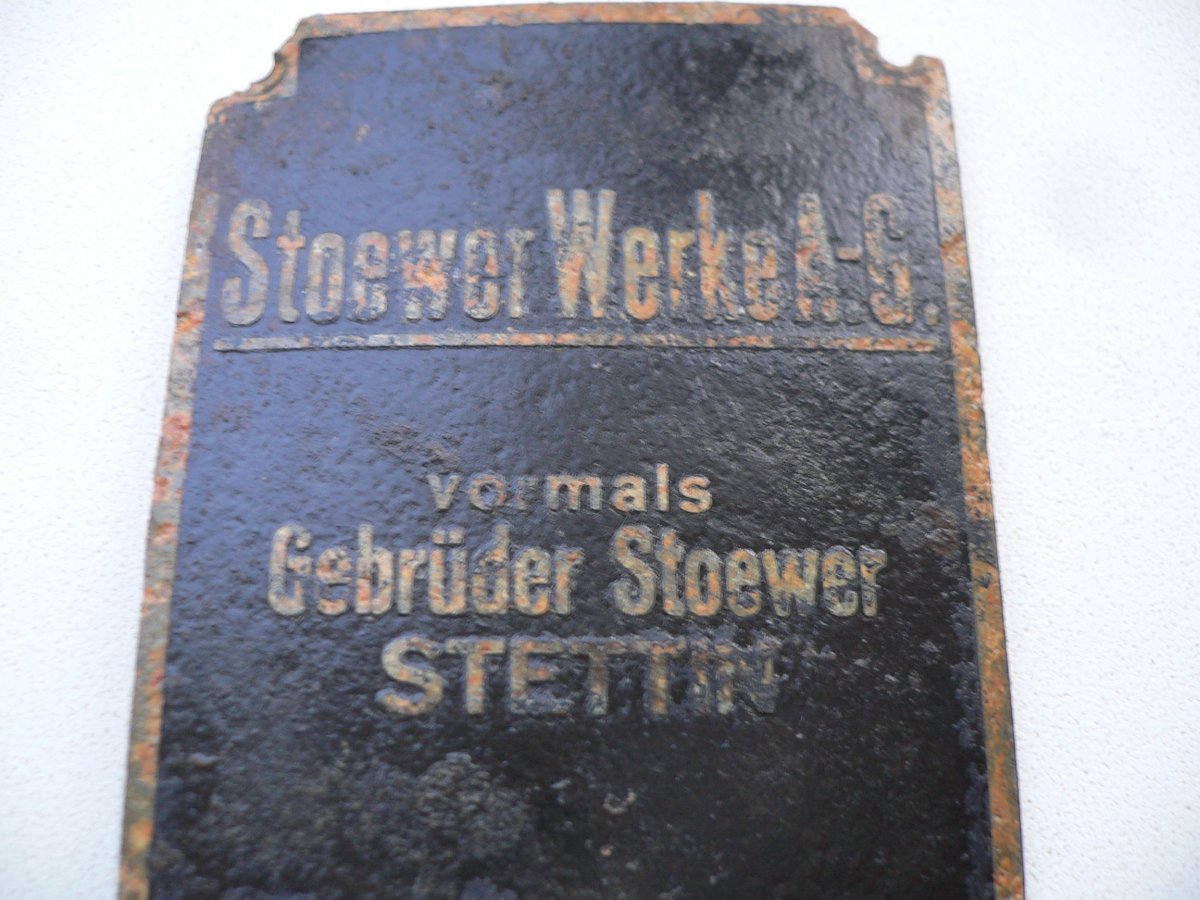 Stoewer Werke A-G.
vormals
Gebrüder Stoewer
STETTIN